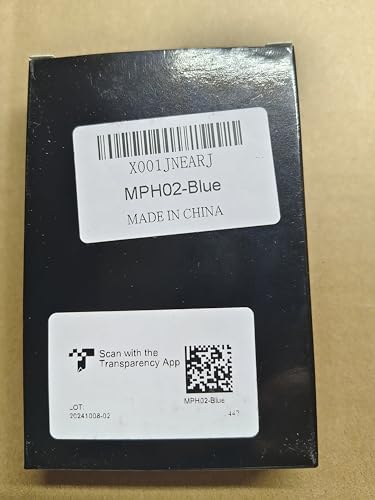 X001JNEARJ
MPH02-Blue
MADE IN CHINA
Scan with the
Transparency App
MPH02-Blue
LOT:
20241008-02